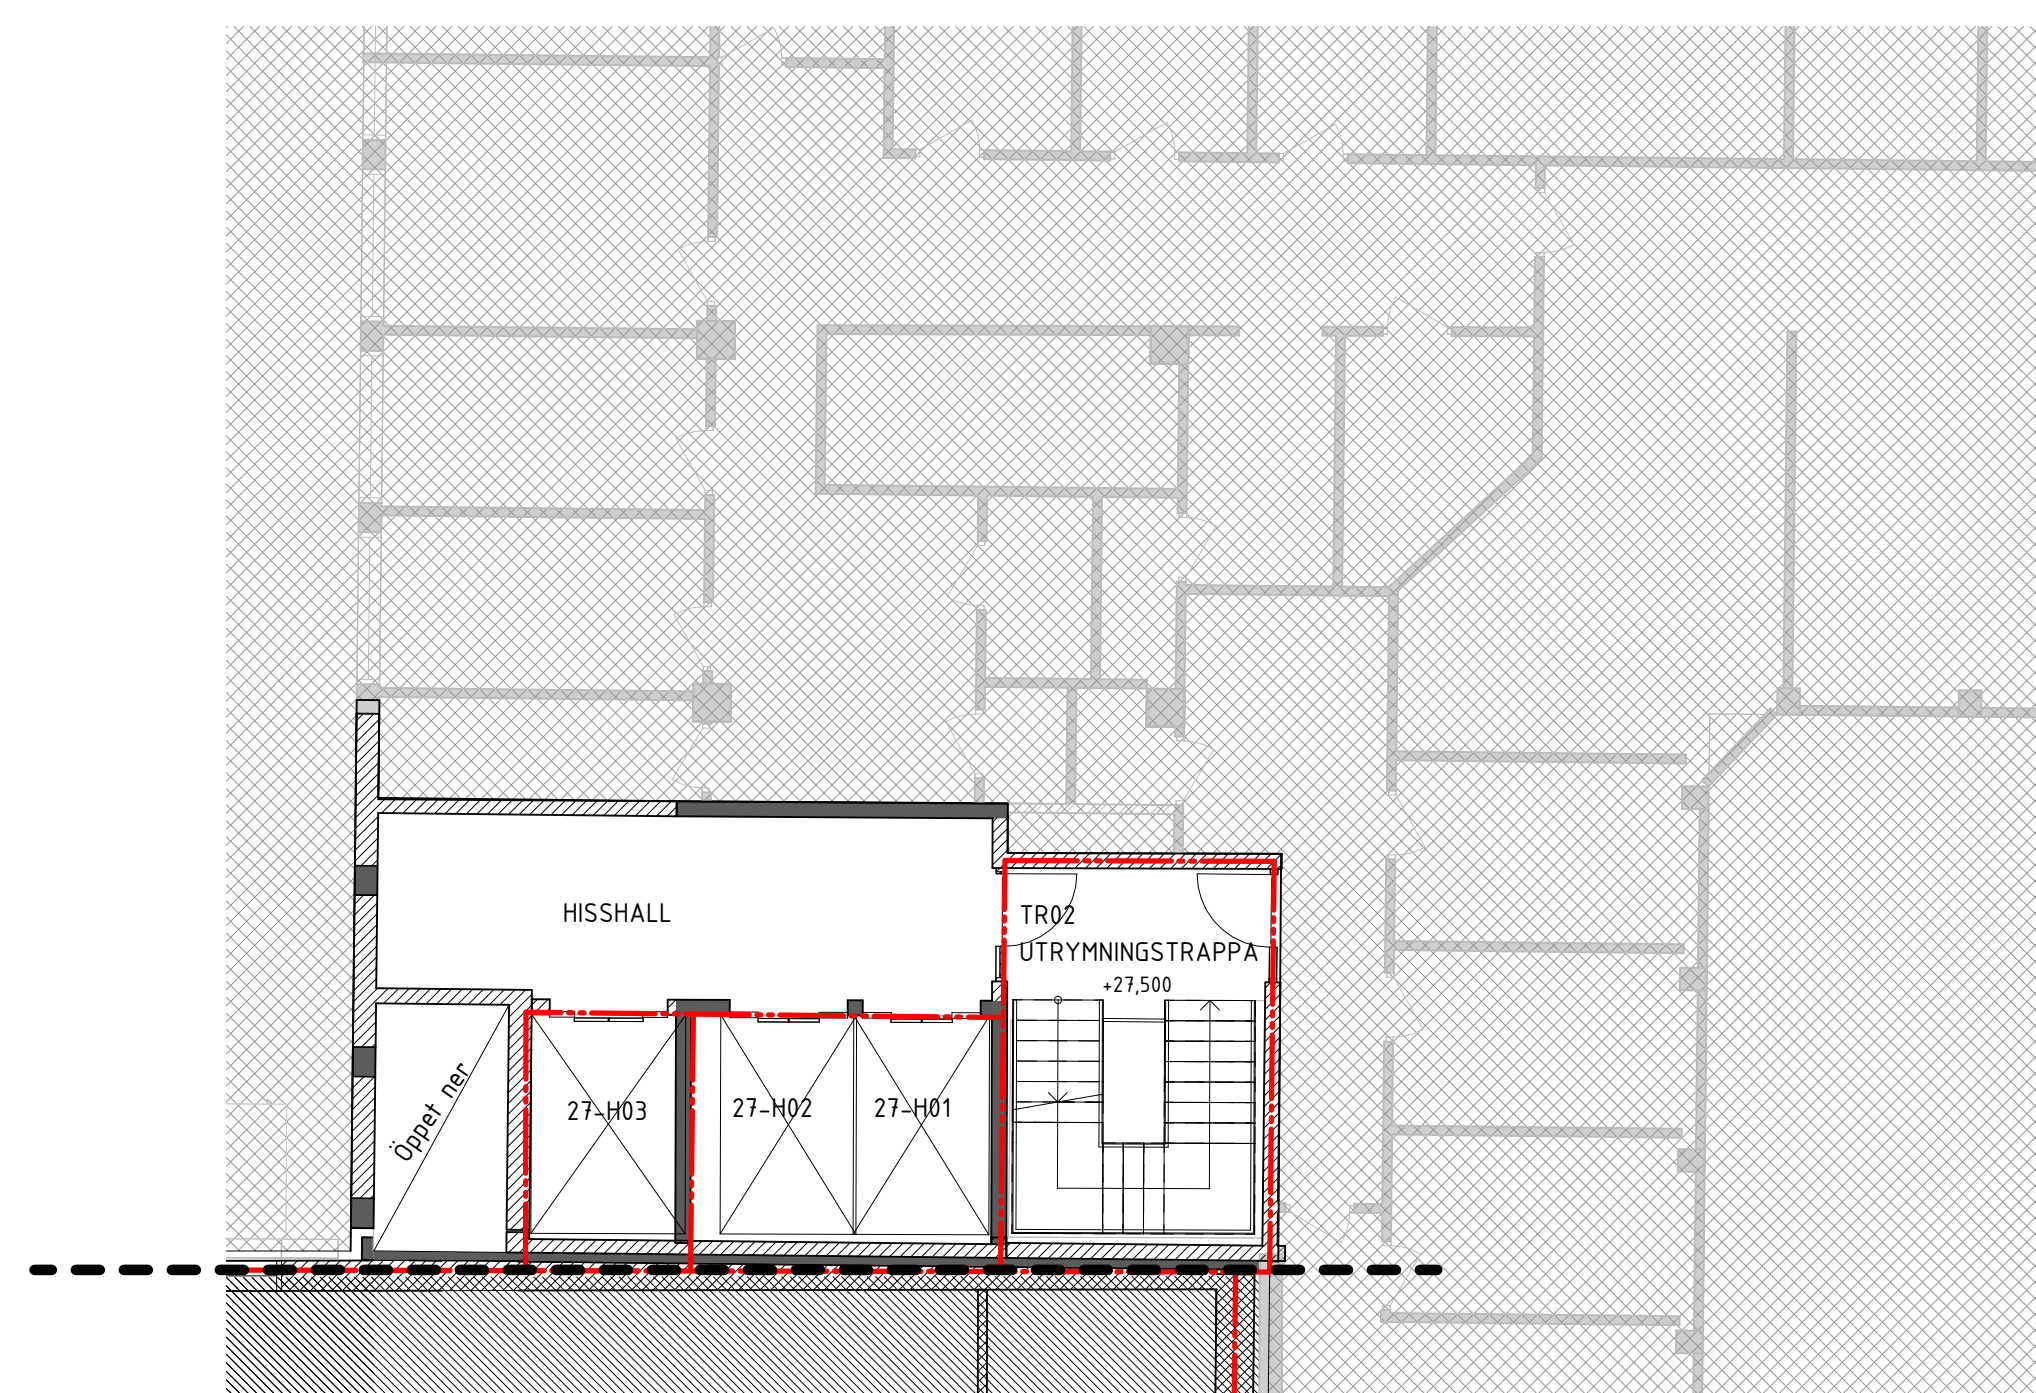 HISSHALL
TR02
UTRYMNINGSTRAPPA
+27,500
Öppet ner
27-H03
27-H02
27-H01